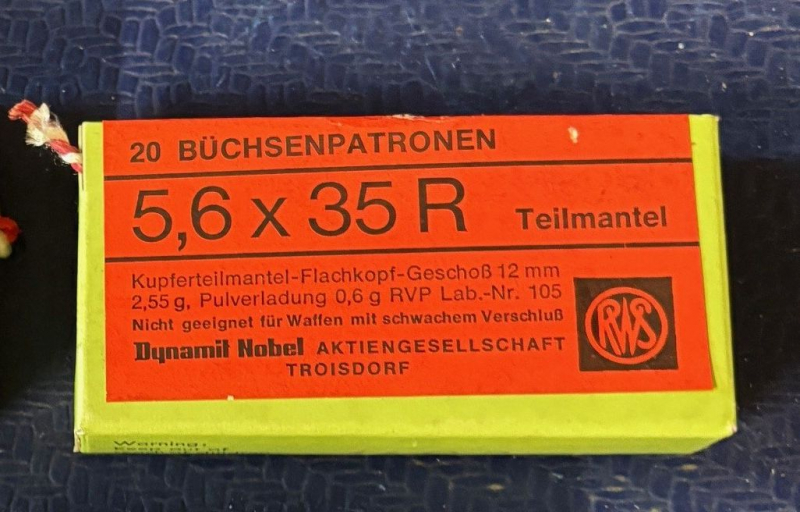 20 BÜCHSENPATRONEN
5,6 x 35 R Teilmantel
Kupferteilmantel-Flachkopf-Geschoß 12 mm
2,55 g, Pulverladung 0,6 g RVP Lab.-Nr. 105
Nicht geeignet für Waffen mit schwachem Verschluß
RWS
Dynamit Nobel AKTIENGESELLSCHAFT
TROISDORF
Warning: